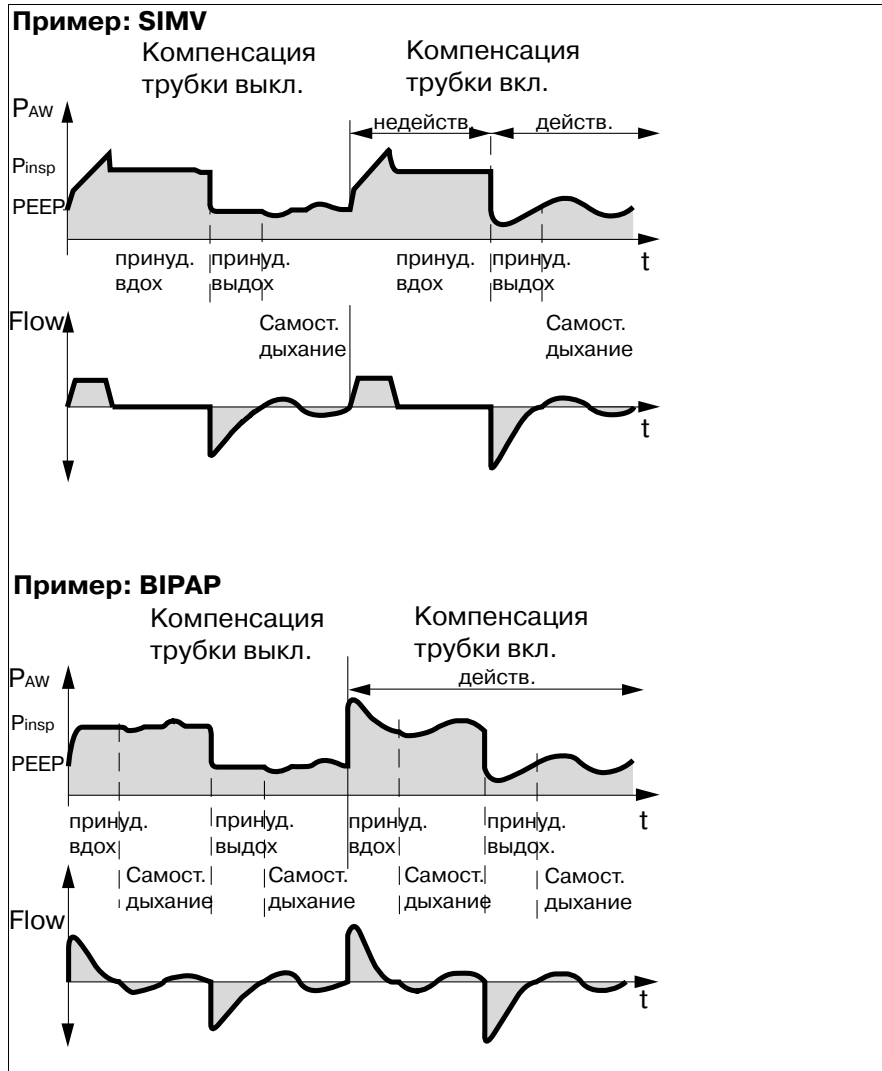 Пример: SIMV
Компенсация
трубки выкл.
Компенсация
трубки вкл.
PAW
недейств.
действ.
Pinsp
PEEP
t
принуд.
вдох
принуд.
выдох
принуд.
вдох
принуд.
выдох
Flow
Самост.
дыхание
Самост.
дыхание
t
Пример: BIPAP
Компенсация
трубки выкл.
Компенсация
трубки вкл.
PAW
действ.
Pinsp
PEEP
t
принуд.
вдох
принуд.
выдох
принуд.
вдох
принуд.
выдох.
Самост.
дыхание
Самост.
дыхание
Самост.
дыхание
Самост.
дыхание
Flow
t